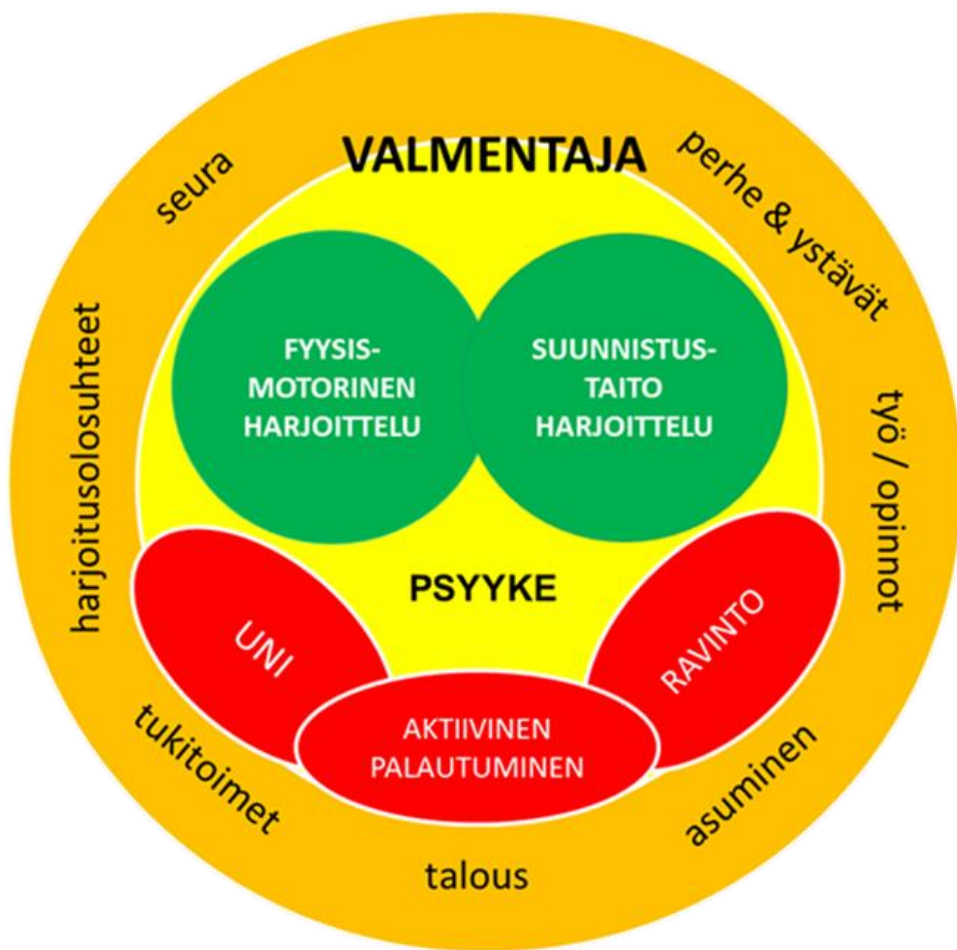 VALMENTAJA
seura
perhe & ystävät
harjoitusolosuhteet
työ / opinnot
FYYSIS-
MOTORINEN
HARJOITTELU
SUUNNISTUS-
TAITO
HARJOITTELU
PSYYKE
UNI
RAVINTO
AKTIIVINEN
PALAUTUMINEN
tukitoimet
asuminen
talous